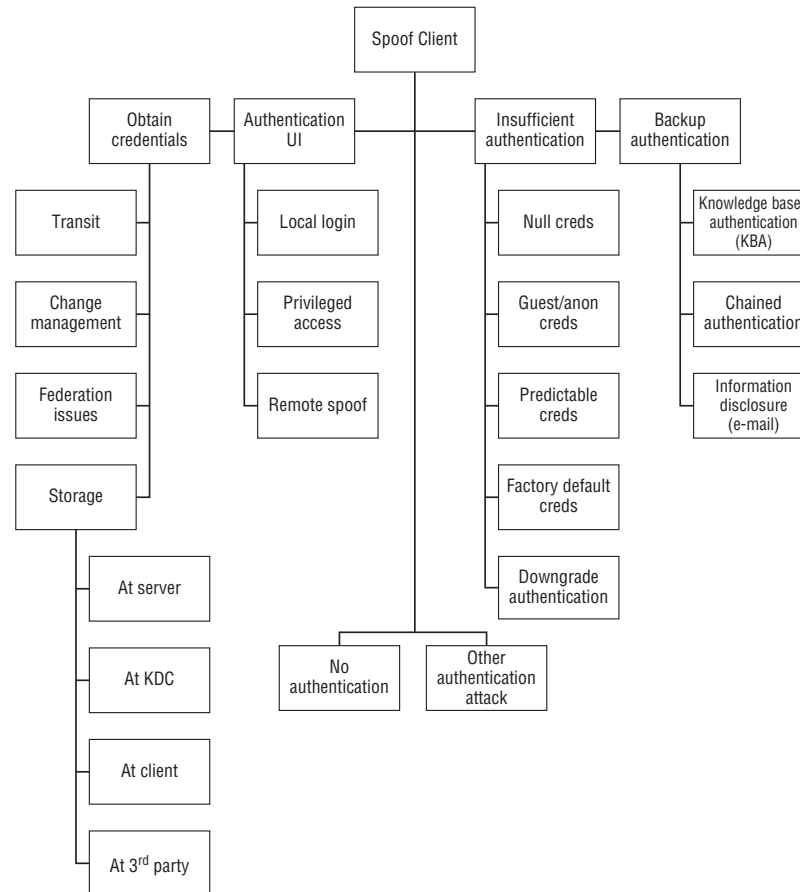 Spoof Client
Obtain
credentials
Authentication
UI
Insufficient
authentication
Backup
authentication
Transit
Change
management
Federation
issues
Storage
At server
At KDC
At client
At 3rd party
Local login
Privileged
access
Remote spoof
Null creds
Guest/anon
creds
Predictable
creds
Factory default
creds
Downgrade
authentication
Knowledge base
authentication
(KBA)
Chained
authentication
Information
disclosure
(e-mail)
No
authentication
Other
authentication
attack